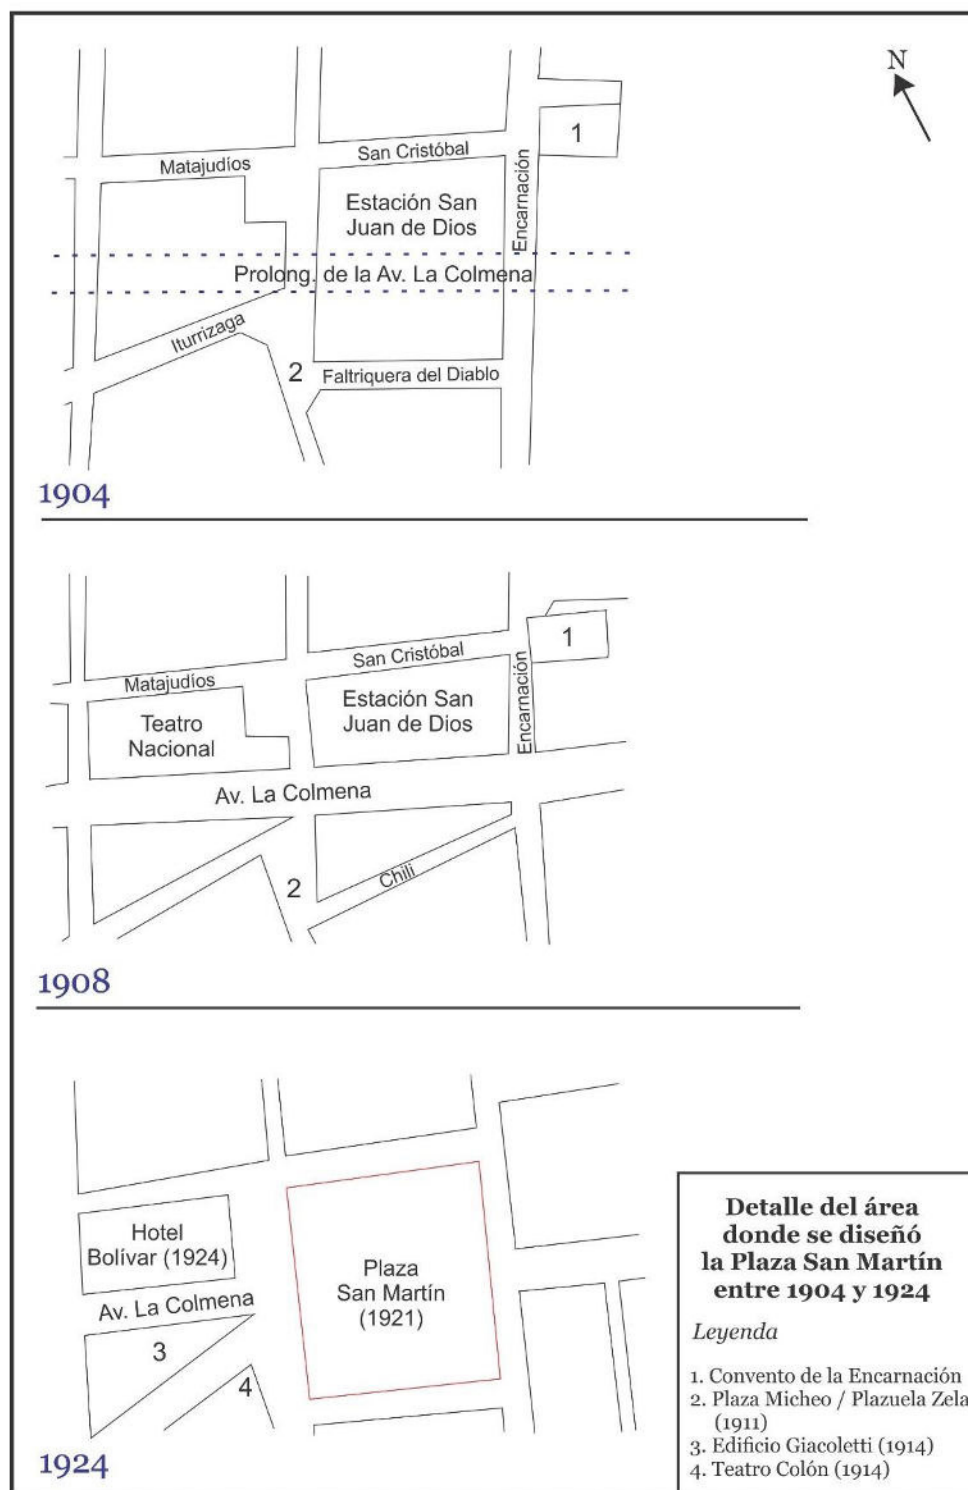 N
1
San Cristóbal
Matajudíos
Encarnación
Estación San
Juan de Dios
Prolong. de la Av. La Colmena
Iturrizaga
2
Faltriquera del Diablo
1904
1
San Cristóbal
Matajudíos
Encarnación
Estación San
Juan de Dios
Teatro
Nacional
Av. La Colmena
Chili
2
1908
Hotel
Bolívar (1924)
Plaza
San Martín
(1921)
Av. La Colmena
3
4
1924
Detalle del área
donde se diseñó
la Plaza San Martín
entre 1904 y 1924
Leyenda
1. Convento de la Encarnación
2. Plaza Micheo / Plazuela Zela
(1911)
3. Edificio Giacoletti (1914)
4. Teatro Colón (1914)